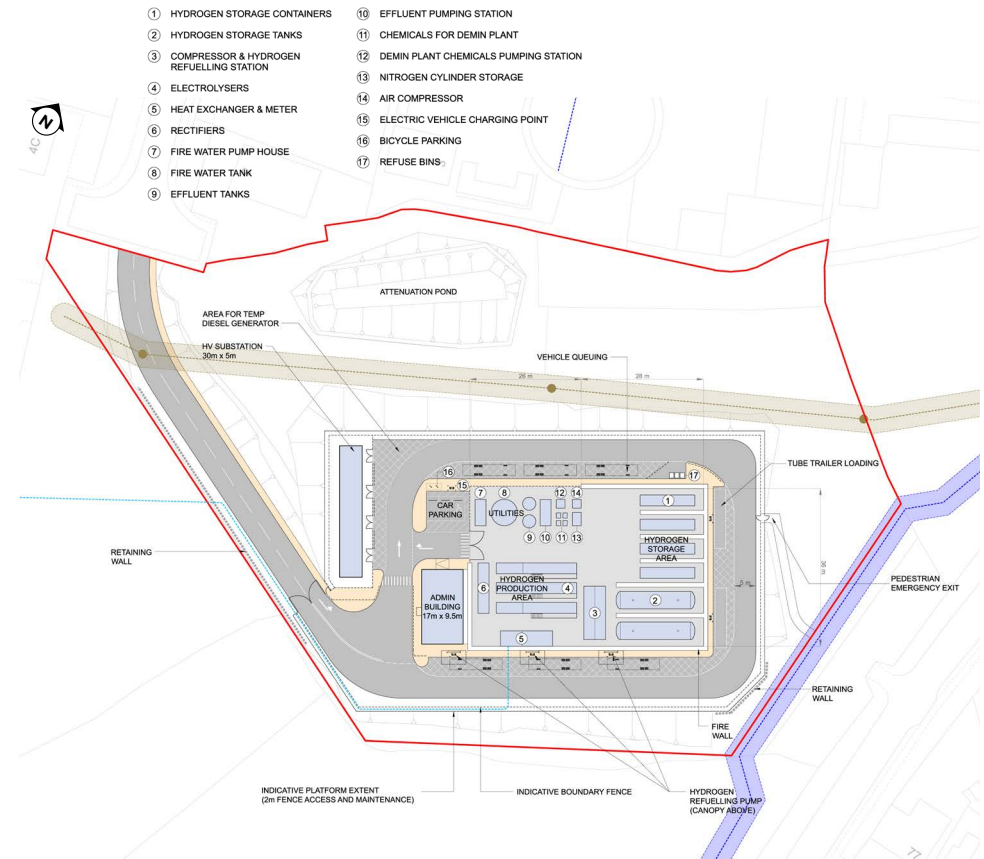 1 HYDROGEN STORAGE CONTAINERS
2 HYDROGEN STORAGE TANKS
3 COMPRESSOR & HYDROGEN
REFUELLING STATION
4 ELECTROLYSERS
5 HEAT EXCHANGER & METER
6 RECTIFIERS
7 FIRE WATER PUMP HOUSE
8 FIRE WATER TANK
9 EFFLUENT TANKS
10 EFFLUENT PUMPING STATION
11 CHEMICALS FOR DEMIN PLANT
12 DEMIN PLANT CHEMICALS PUMPING STATION
13 NITROGEN CYLINDER STORAGE
14 AIR COMPRESSOR
15 ELECTRIC VEHICLE CHARGING POINT
16 BICYCLE PARKING
17 REFUSE BINS
N
4C
ATTENUATION POND
AREA FOR TEMP
DIESEL GENERATOR
HV SUBSTATION
30m x 5m
VEHICLE QUEUING
26 m
28 m
TUBE TRAILER LOADING
16
15
17
CAR
PARKING
7
8
UTILITIES
9
10
12
11
14
13
1
HYDROGEN
STORAGE
AREA
36 m
5 m
RETAINING
WALL
PEDESTRIAN
EMERGENCY EXIT
ADMIN
BUILDING
17m x 9.5m
6
HYDROGEN
PRODUCTION
AREA
4
3
2
5
RETAINING
WALL
FIRE
WALL
INDICATIVE PLATFORM EXTENT
(2m FENCE ACCESS AND MAINTENANCE)
INDICATIVE BOUNDARY FENCE
HYDROGEN
REFUELLING PUMP
(CANOPY ABOVE)
77